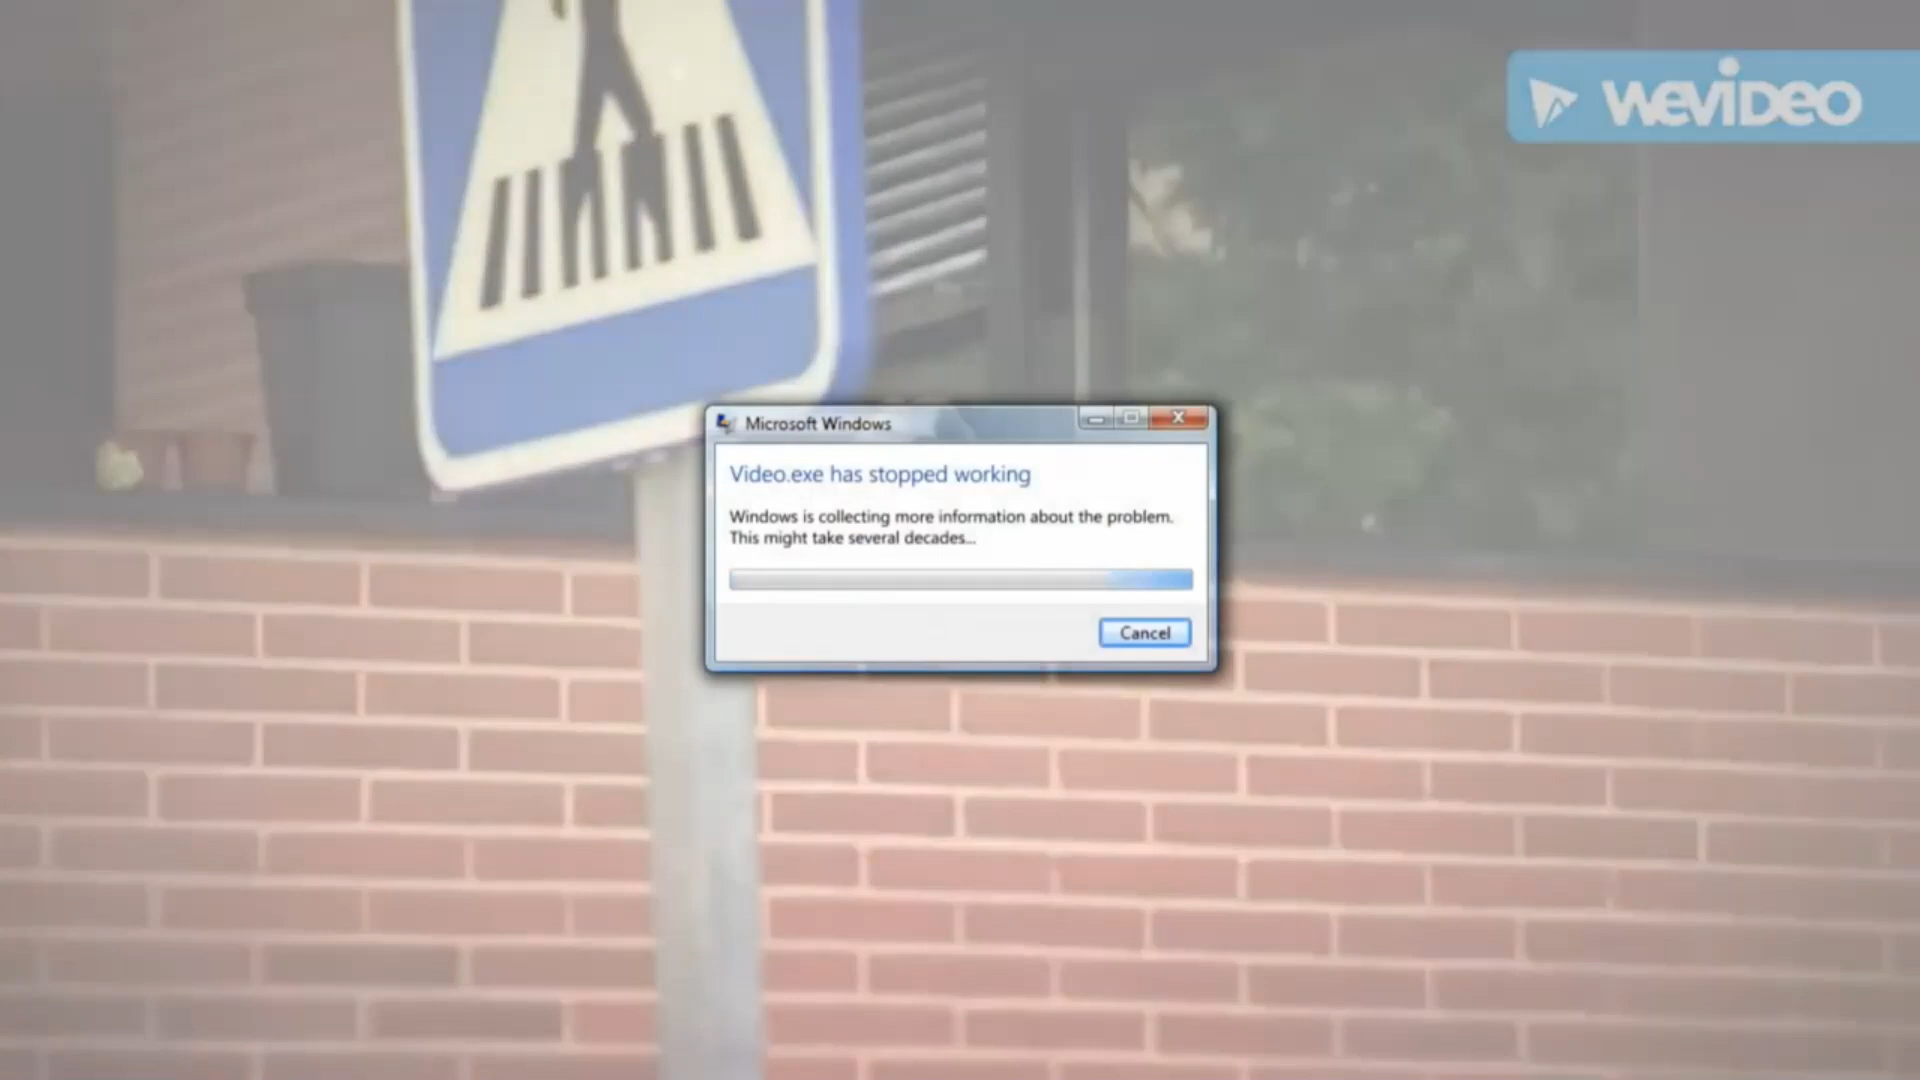 WeVideo
Microsoft Windows
Video.exe has stopped working
Windows is collecting more information about the problem.
This might take several decades...
Cancel